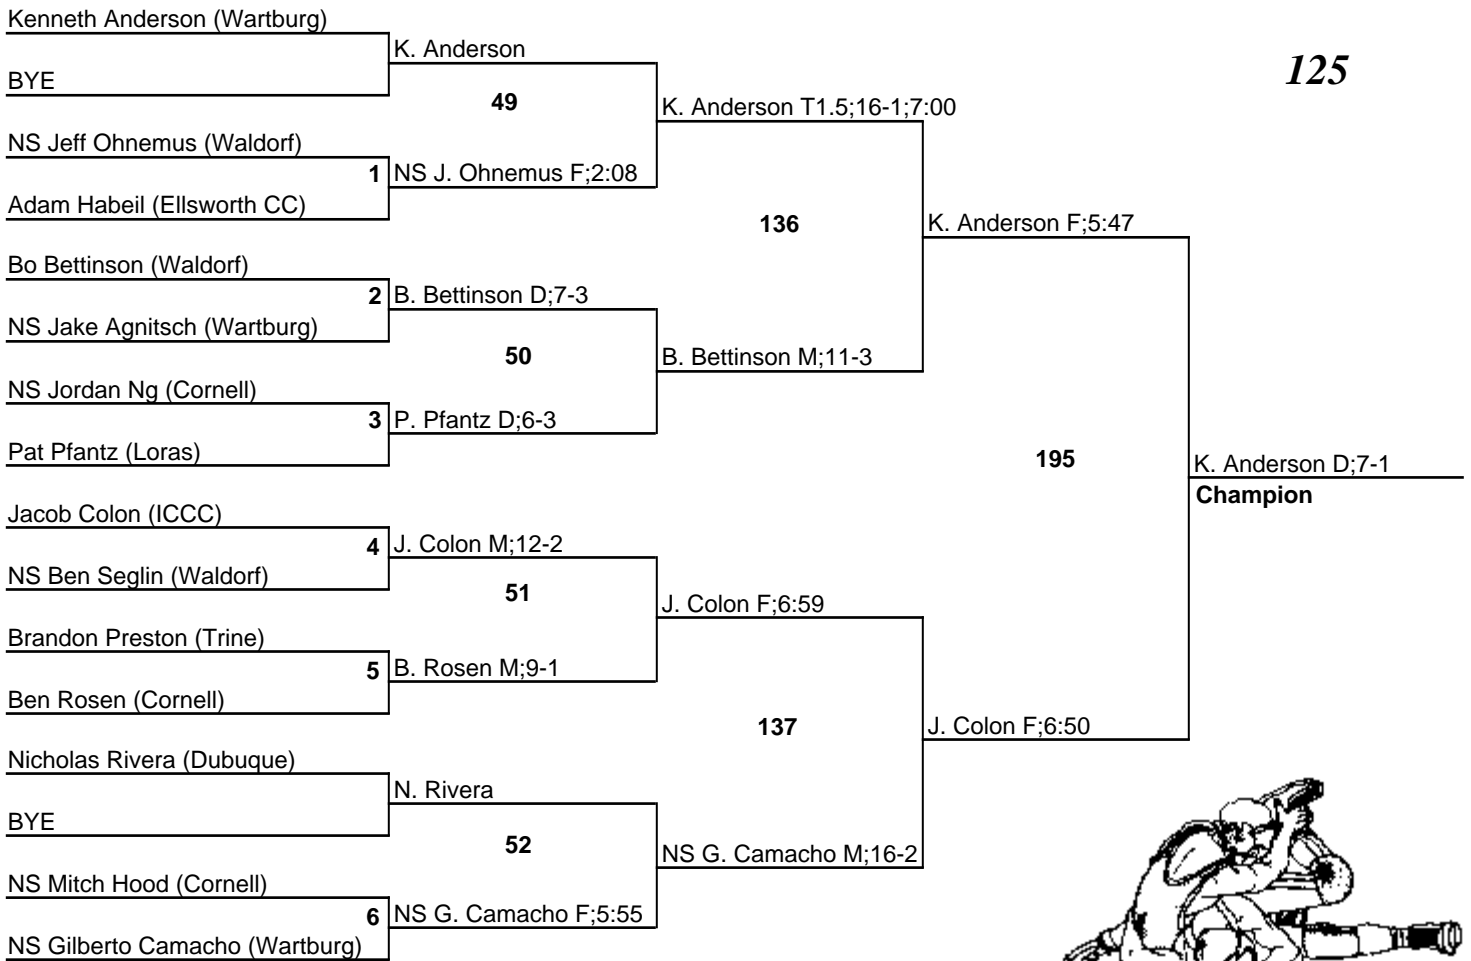 Kenneth Anderson (Wartburg)
K. Anderson
125
BYE
49
K. Anderson T1.5;16-1;7:00
NS Jeff Ohnemus (Waldorf)
1
NS J. Ohnemus F;2:08
Adam Habeil (Ellsworth CC)
136
K. Anderson F;5:47
Bo Bettinson (Waldorf)
2
B. Bettinson D;7-3
NS Jake Agnitsch (Wartburg)
50
B. Bettinson M;11-3
NS Jordan Ng (Cornell)
3
P. Pfantz D;6-3
Pat Pfantz (Loras)
195
K. Anderson D;7-1
Champion
Jacob Colon (ICCC)
4
J. Colon M;12-2
NS Ben Seglin (Waldorf)
51
J. Colon F;6:59
Brandon Preston (Trine)
5
B. Rosen M;9-1
Ben Rosen (Cornell)
137
J. Colon F;6:50
Nicholas Rivera (Dubuque)
N. Rivera
BYE
52
NS G. Camacho M;16-2
NS Mitch Hood (Cornell)
6
NS G. Camacho F;5:55
NS Gilberto Camacho (Wartburg)